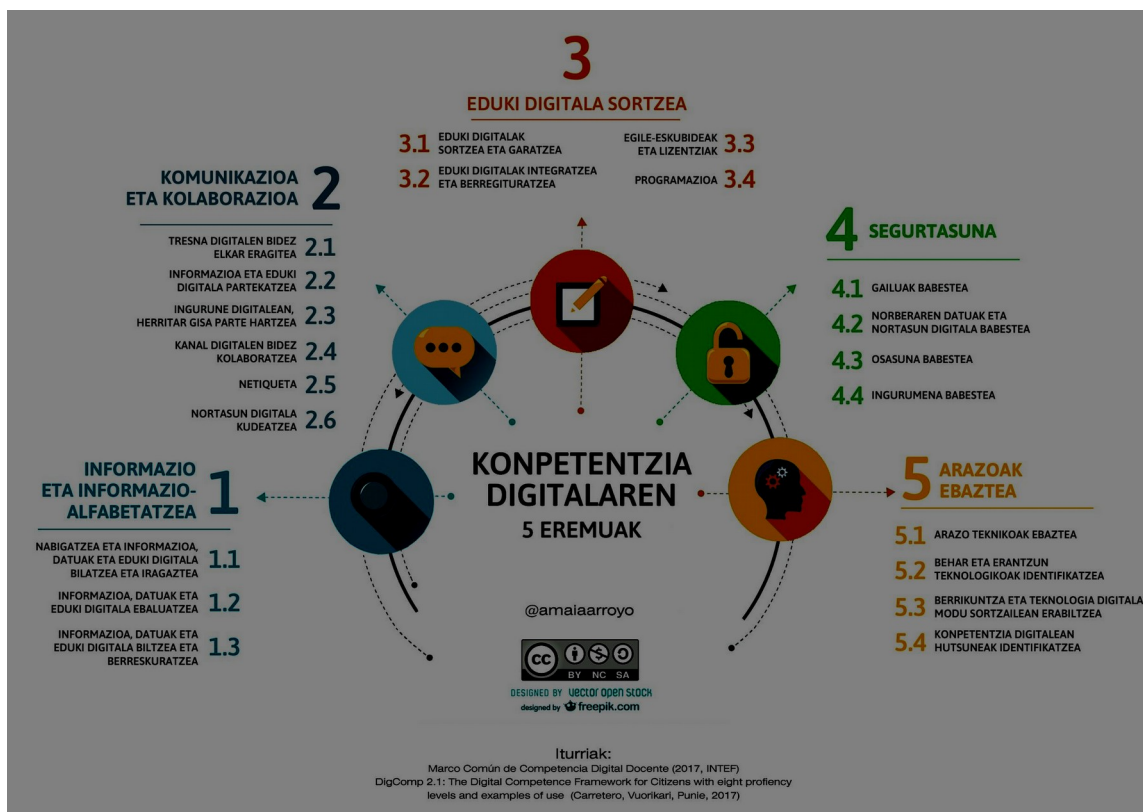 3
EDUKI DIGITALA SORTZEA
3.1 EDUKI DIGITALAK
SORTZEA ETA GARATZEA
3.2 EDUKI DIGITALAK INTEGRATZEA
ETA BERREGITURATZEA
EGILE-ESKUBIDEAK
ETA LIZENTZIAK 3.3
PROGRAMAZIOA 3.4
KOMUNIKAZIOA
ETA KOLABORAZIOA 2
TRESNA DIGITALEN BIDEZ
ELKAR ERAGITEA 2.1
INFORMAZIOA ETA EDUKI
DIGITALA PARTEKATZEA 2.2
INGURUNE DIGITALEAN,
HERRITAR GISA PARTE HARTZEA 2.3
KANAL DIGITALEN BIDEZ
KOLABORATZEA 2.4
NETIQUETA 2.5
NORTASUN DIGITALA
KUDEATZEA 2.6
4 SEGURTASUNA
4.1 GAILUAK BABESTEA
4.2 NORBERAREN DATUAK ETA
NORTASUN DIGITALA BABESTEA
4.3 OSASUNA BABESTEA
4.4 INGURUMENA BABESTEA
INFORMAZIO
ETA INFORMAZIO-
ALFABETATZEA 1
NABIGATZEA ETA INFORMAZIOA,
DATUAK ETA EDUKI DIGITALA
BILATZEA ETA IRAGAZTEA 1.1
INFORMAZIOA, DATUAK ETA
EDUKI DIGITALA EBALUATZEA 1.2
INFORMAZIOA, DATUAK ETA
EDUKI DIGITALA BILTZEA ETA
BERRESKURATZEA 1.3
KONPETENTZIA
DIGITALAREN
5 EREMUAK
5 ARAZOAK
EBAZTEA
5.1 ARAZO TEKNIKOAK EBAZTEA
5.2 BEHAR ETA ERANTZUN
TEKNOLOGIKOAK IDENTIFIKATZEA
5.3 BERRIKUNTZA ETA TEKNOLOGIA DIGITALA
MODU SORTZAILEAN ERABILTZEA
5.4 KONPETENTZIA DIGITALEAN
HUTSUNEAK IDENTIFIKATZEA
@amaiaarroyo
cc BY NC SA
DESIGNED BY vector open stock
designed by freepik.com
Iturriak:
Marco Común de Competencia Digital Docente (2017, INTEF)
DigComp 2.1: The Digital Competence Framework for Citizens with eight profiency
levels and examples of use (Carretero, Vuorikari, Punie, 2017)